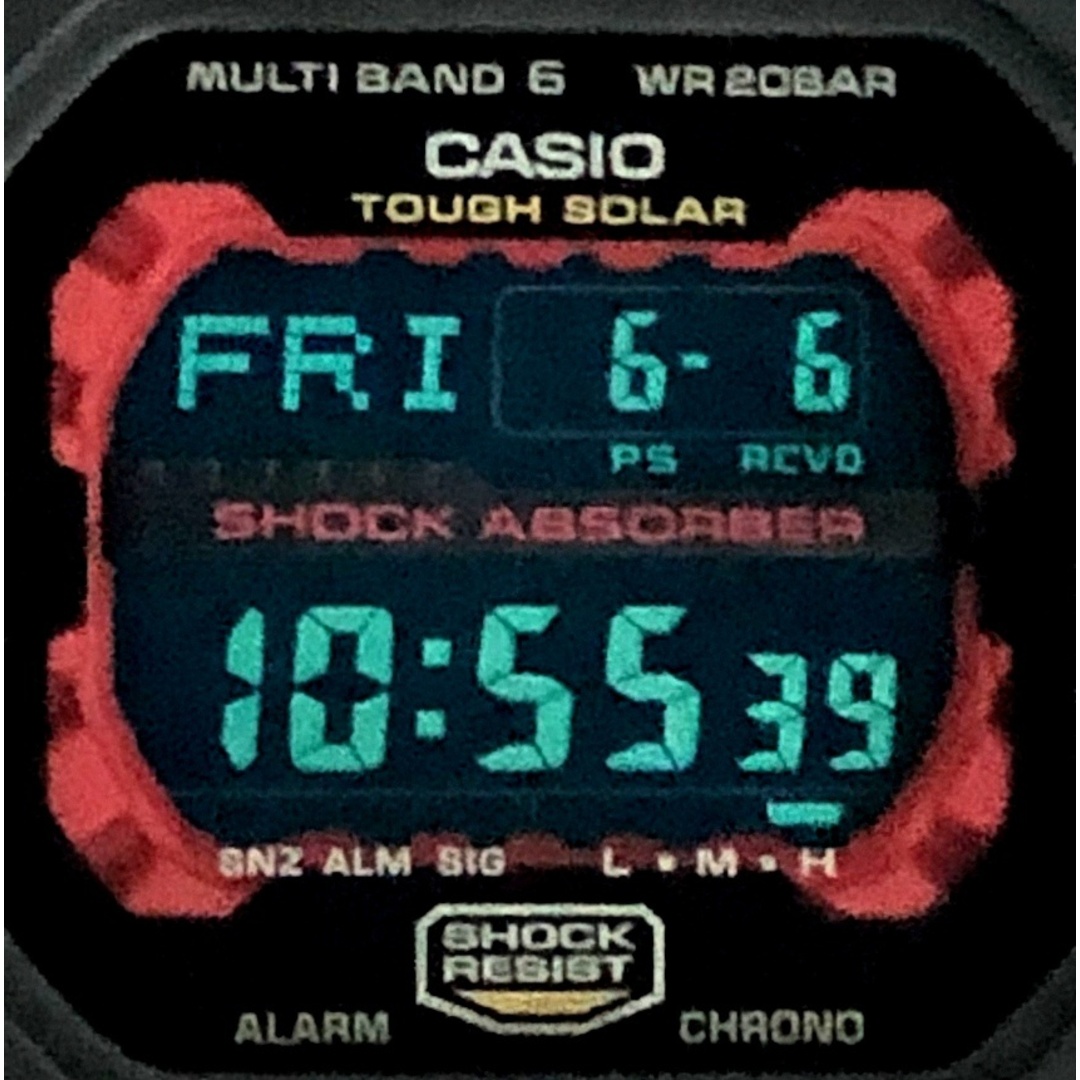 MULTI BAND 6 WR20BAR
CASIO
TOUGH SOLAR
FRI 6- 6
PS RCVD
SHOCK ABSORBER
10:55 39
SNZ ALM SIG L • M • H
SHOCK
RESIST
ALARM CHRONO